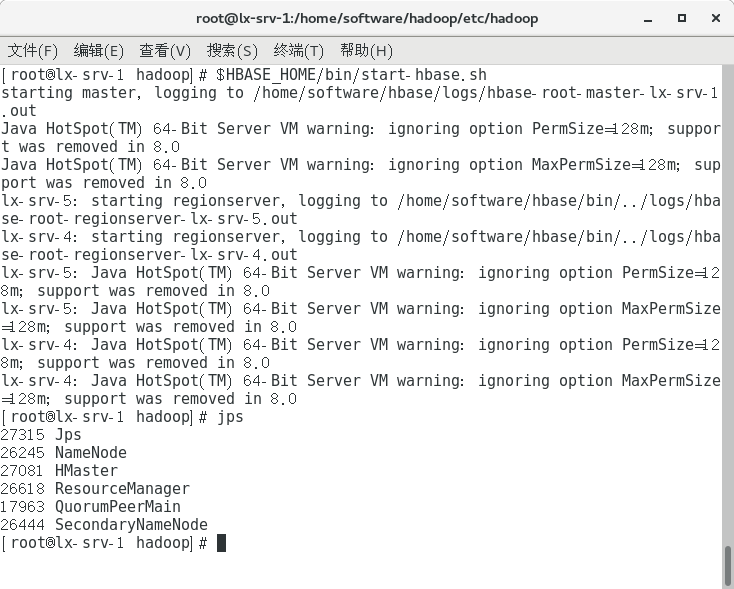 root@lx-srv-1:/home/software/hadoop/etc/hadoop
文件(F) 编辑(E) 查看(V) 搜索(S) 终端(T) 帮助(H)
[root@lx-srv-1 hadoop]# $HBASE_HOME/bin/start-hbase.sh
starting master, logging to /home/software/hbase/logs/hbase-root-master-lx-srv-1
.out
Java HotSpot(TM) 64-Bit Server VM warning: ignoring option PermSize=128m; suppor
t was removed in 8.0
Java HotSpot(TM) 64-Bit Server VM warning: ignoring option MaxPermSize=128m; sup
port was removed in 8.0
lx-srv-5: starting regionserver, logging to /home/software/hbase/bin/../logs/hba
se-root-regionserver-lx-srv-5.out
lx-srv-4: starting regionserver, logging to /home/software/hbase/bin/../logs/hba
se-root-regionserver-lx-srv-4.out
lx-srv-5: Java HotSpot(TM) 64-Bit Server VM warning: ignoring option PermSize=12
8m; support was removed in 8.0
lx-srv-5: Java HotSpot(TM) 64-Bit Server VM warning: ignoring option MaxPermSize
=128m; support was removed in 8.0
lx-srv-4: Java HotSpot(TM) 64-Bit Server VM warning: ignoring option PermSize=12
8m; support was removed in 8.0
lx-srv-4: Java HotSpot(TM) 64-Bit Server VM warning: ignoring option MaxPermSize
=128m; support was removed in 8.0
[root@lx-srv-1 hadoop]# jps
27315 Jps
26245 NameNode
27081 HMaster
26618 ResourceManager
17963 QuorumPeerMain
26444 SecondaryNameNode
[root@lx-srv-1 hadoop]#